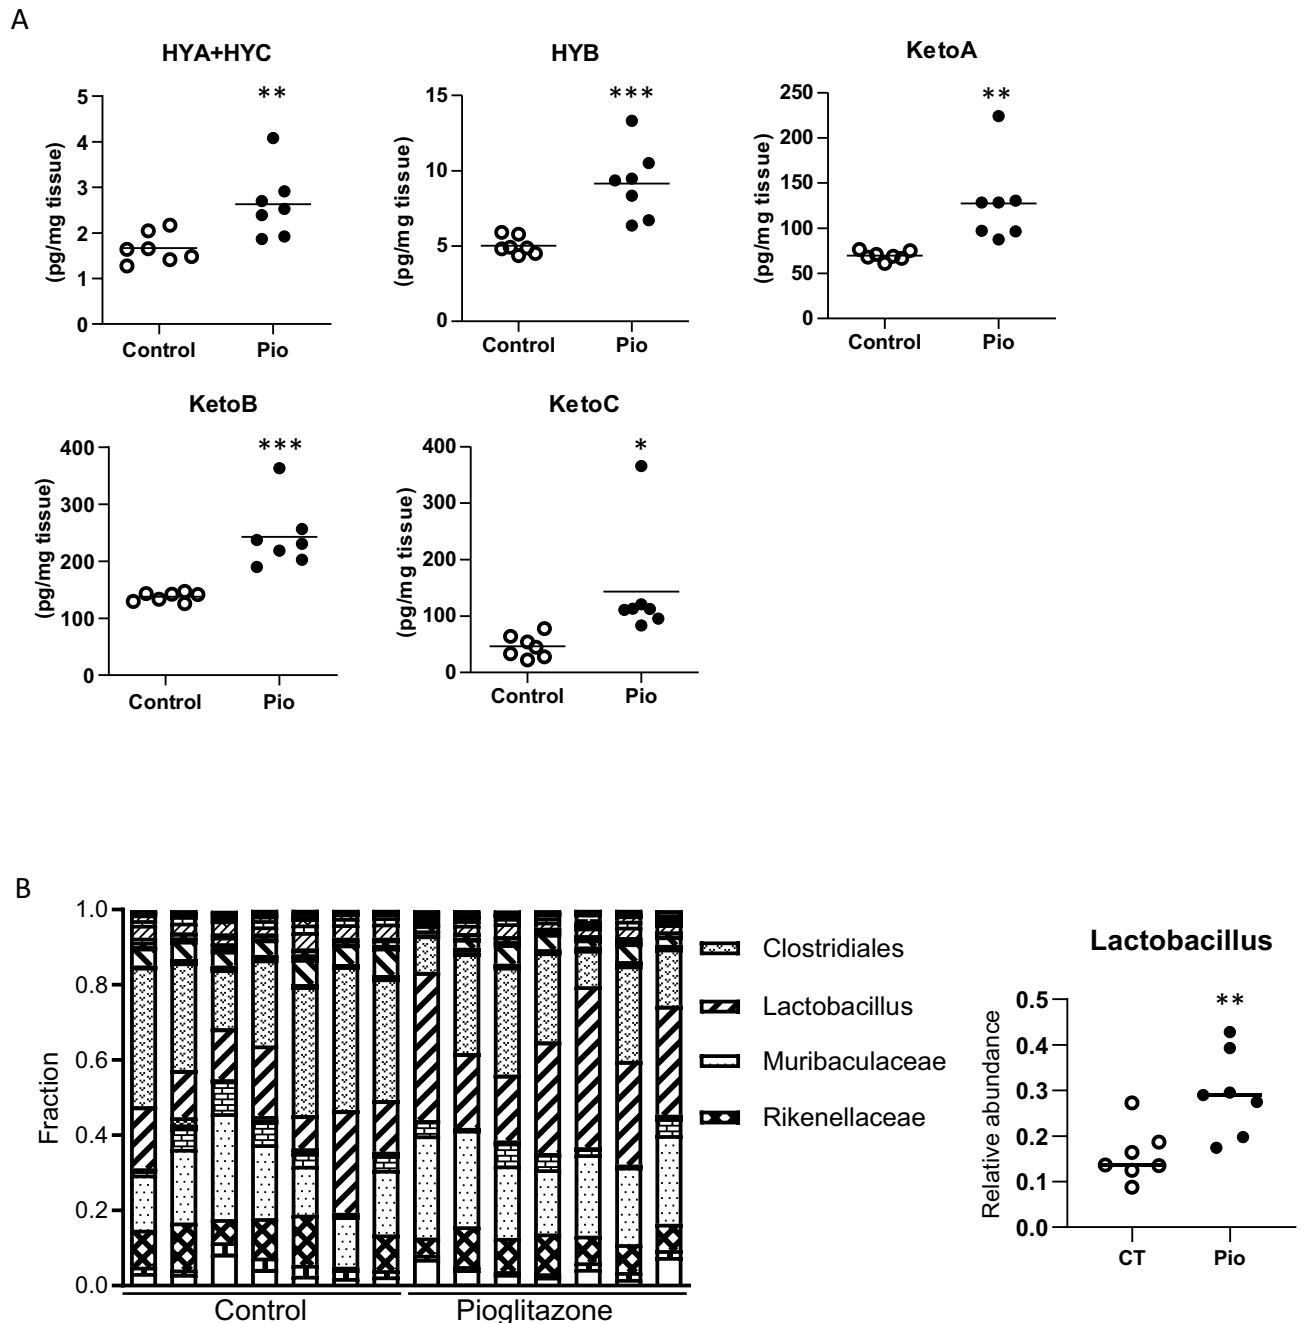 A
HYA+HYC
**
5
4
3
2
1
0
(pg/mg tissue)
Control Pio
HYB
***
15
10
5
0
(pg/mg tissue)
Control Pio
KetoA
**
250
200
150
100
50
0
(pg/mg tissue)
Control Pio
KetoB
***
400
300
200
100
0
(pg/mg tissue)
Control Pio
KetoC
*
400
300
200
100
0
(pg/mg tissue)
Control Pio
B
1.0
0.8
0.6
0.4
0.2
0.0
Fraction
Control Pioglitazone
Clostridiales
Lactobacillus
Muribaculaceae
Rikenellaceae
Lactobacillus
**
0.5
0.4
0.3
0.2
0.1
0.0
Relative abundance
CT Pio